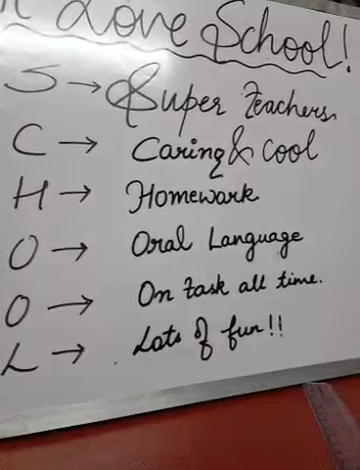 I Love School!
S → Super Teachers.
C → Caring & Cool
H → Homework
O → Oral Language
O → On task all time.
L → Lots of fun!!